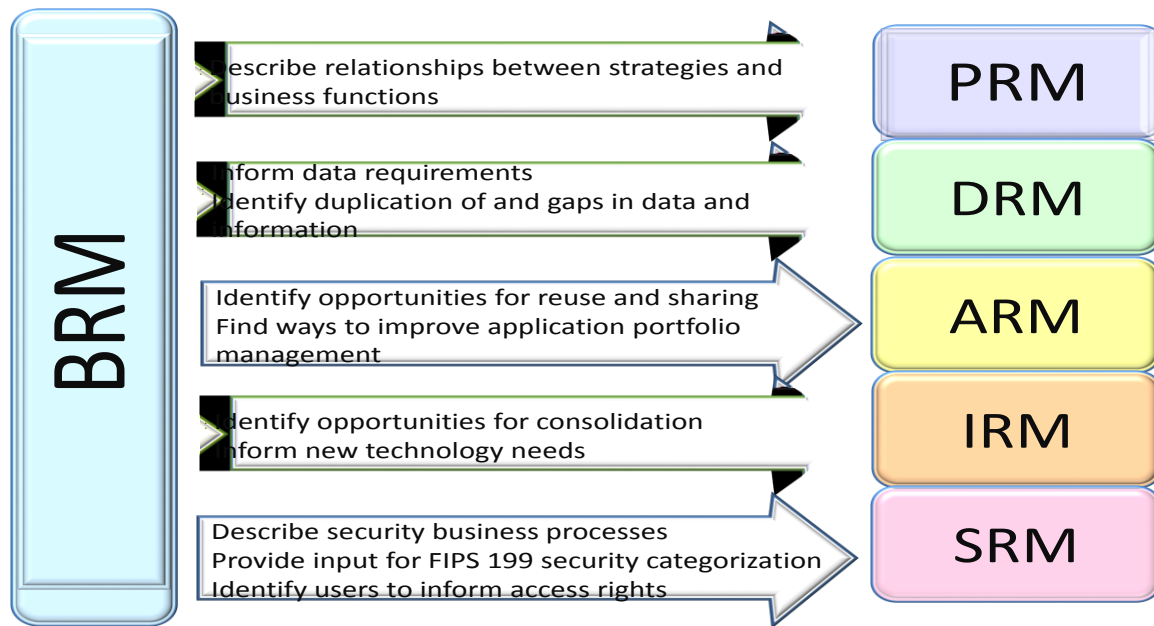 BRM
Describe relationships between strategies and
business functions
PRM
Inform data requirements
Identify duplication of and gaps in data and
information
DRM
Identify opportunities for reuse and sharing
Find ways to improve application portfolio
management
ARM
Identify opportunities for consolidation
Inform new technology needs
IRM
Describe security business processes
Provide input for FIPS 199 security categorization
Identify users to inform access rights
SRM